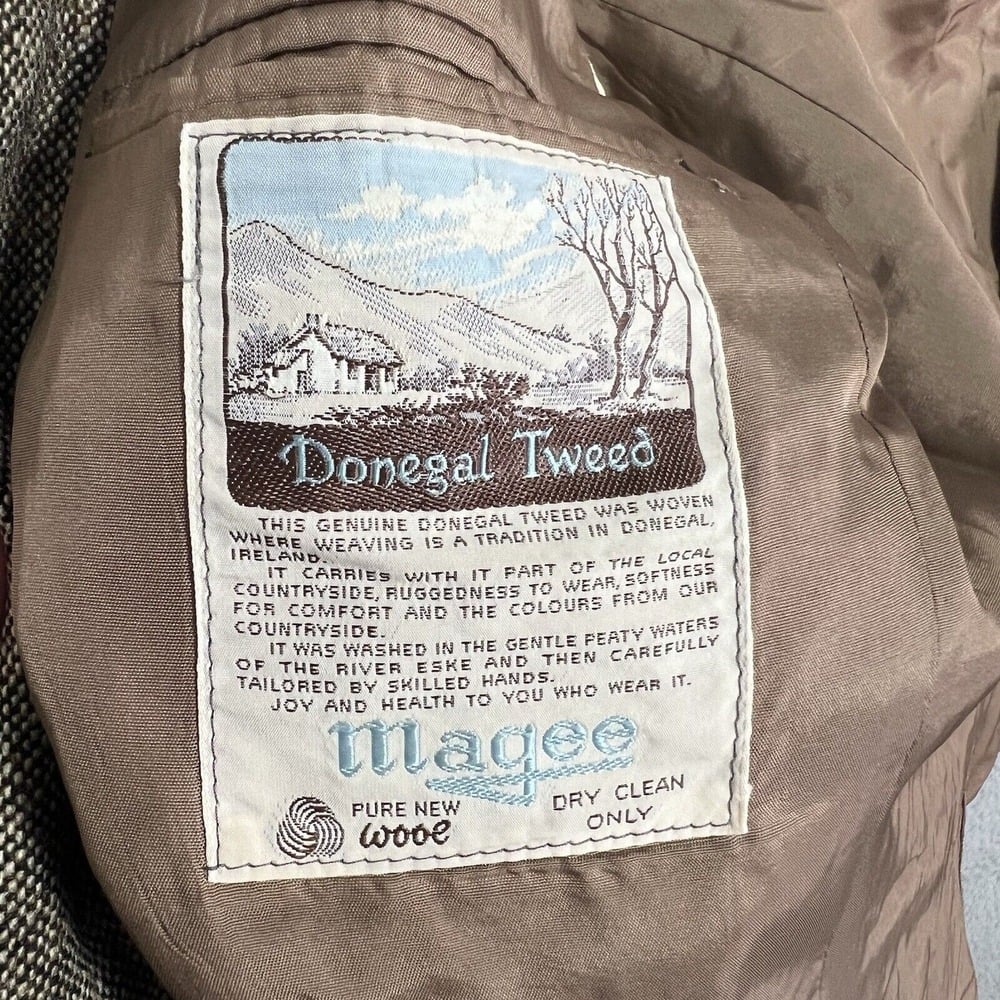 Donegal Tweed
THIS GENUINE DONEGAL TWEED WAS WOVEN
WHERE WEAVING IS A TRADITION IN DONEGAL,
IRELAND.
IT CARRIES WITH IT PART OF THE LOCAL
COUNTRYSIDE, RUGGEDNESS TO WEAR, SOFTNESS
FOR COMFORT AND THE COLOURS FROM OUR
COUNTRYSIDE.
IT WAS WASHED IN THE GENTLE PEATY WATERS
OF THE RIVER ESKE AND THEN CAREFULLY
TAILORED BY SKILLED HANDS.
JOY AND HEALTH TO YOU WHO WEAR IT.
Magee
PURE NEW
wool
DRY CLEAN
ONLY